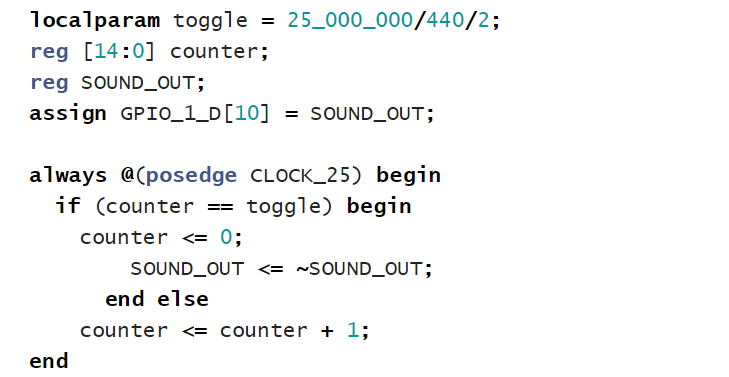 localparam toggle = 25_000_000/440/2;
reg [14:0] counter;
reg SOUND_OUT;
assign GPIO_1_D[10] = SOUND_OUT;
always @(posedge CLOCK_25) begin
if (counter == toggle) begin
counter <= 0;
SOUND_OUT <= ~SOUND_OUT;
end else
counter <= counter + 1;
end